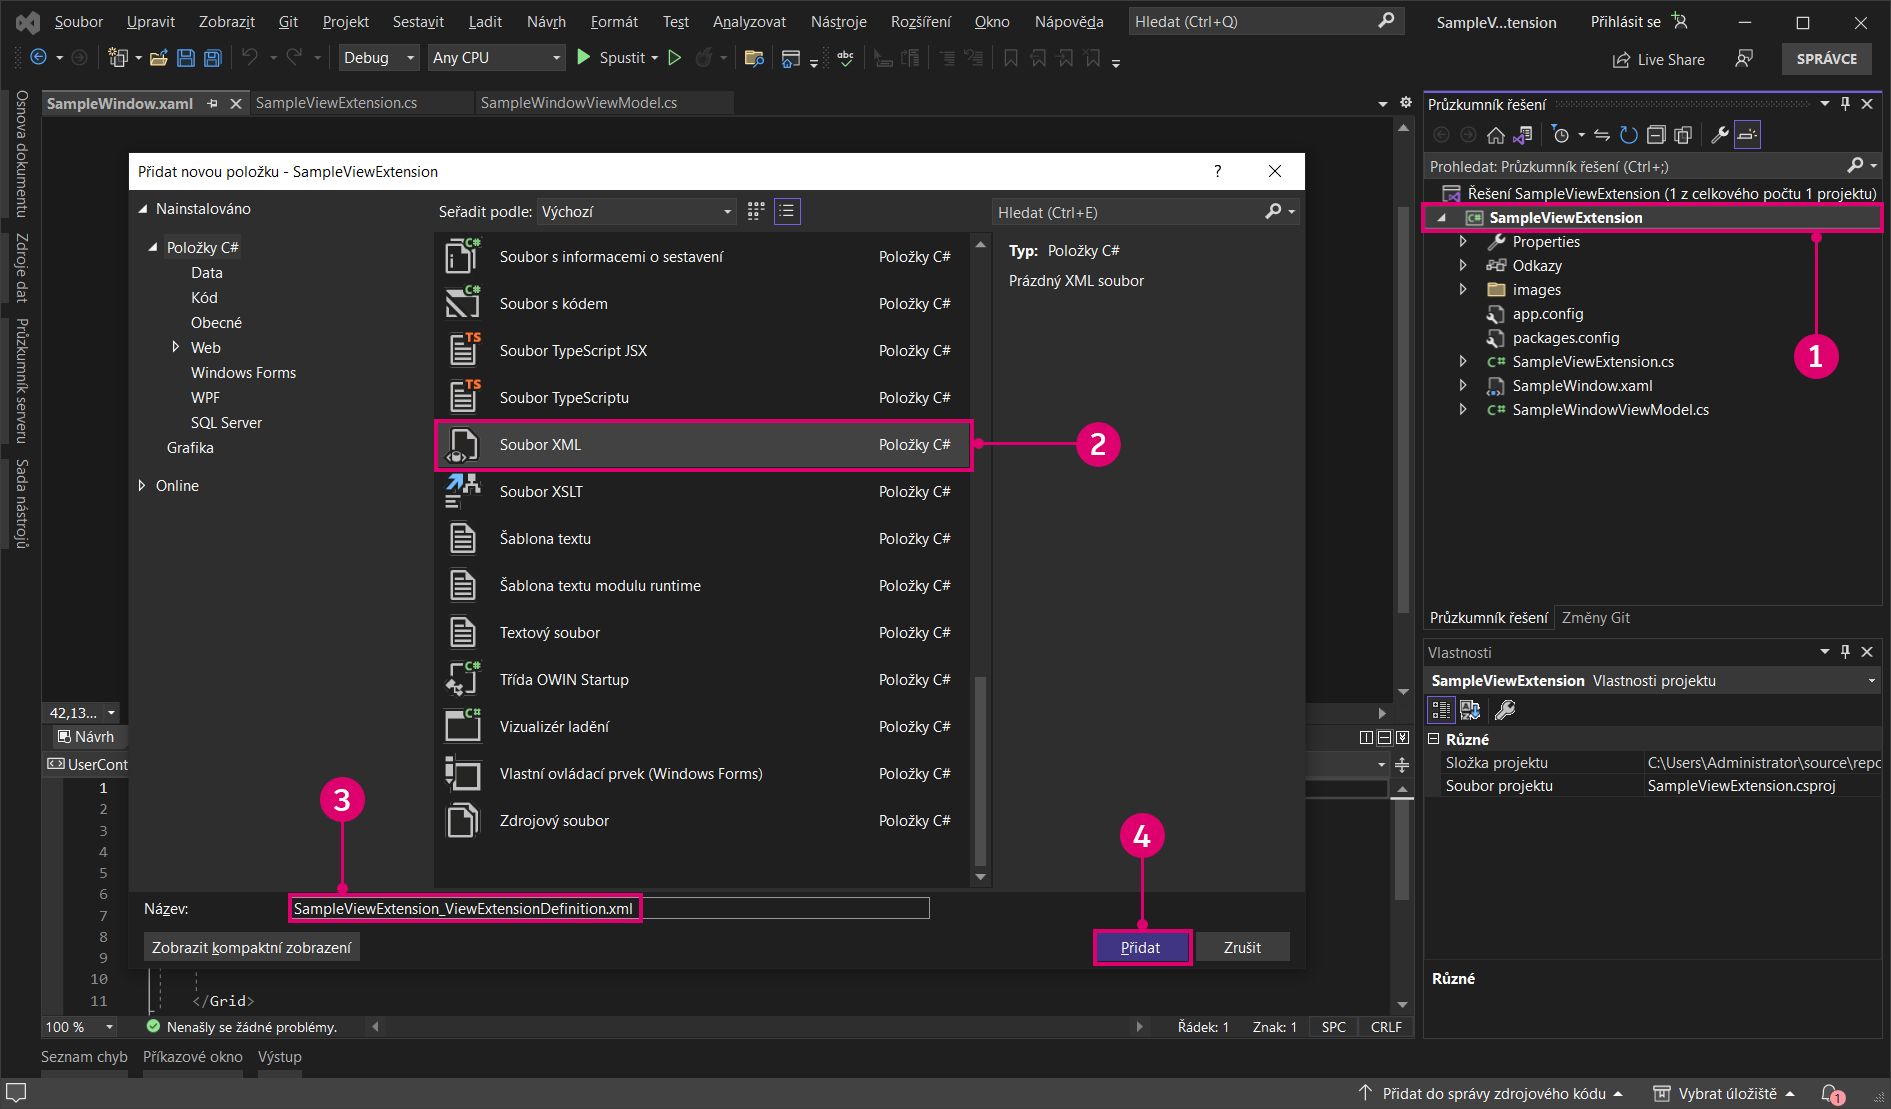 Soubor Upravit Zobrazit Git Projekt Sestavit Ladit Návrh Formát Test Analyzovat Nástroje Rozšíření Okno Nápověda Hledat (Ctrl+Q) SampleV...tension Přihlásit se
Debug Any CPU Spustit abc Live Share SPRÁVCE
Osnova dokumentu
Zdroje dat
Průzkumník serveru
Sada nástrojů
SampleWindow.xaml SampleViewExtension.cs SampleWindowViewModel.cs
Přidat novou položku - SampleViewExtension ?
Nainstalováno
Položky C#
Data
Kód
Obecné
Web
Windows Forms
WPF
SQL Server
Grafika
Online
Seřadit podle: Výchozí
Hledat (Ctrl+E)
Soubor s informacemi o sestavení Položky C#
Soubor s kódem Položky C#
Soubor TypeScript JSX Položky C#
Soubor TypeScriptu Položky C#
Soubor XML Položky C#
Soubor XSLT Položky C#
Šablona textu Položky C#
Šablona textu modulu runtime Položky C#
Textový soubor Položky C#
Třída OWIN Startup Položky C#
Vizualizér ladění Položky C#
Vlastní ovládací prvek (Windows Forms) Položky C#
Zdrojový soubor Položky C#
Typ: Položky C#
Prázdný XML soubor
2
3
4
Název: SampleViewExtension_ViewExtensionDefinition.xml
Zobrazit kompaktní zobrazení
Přidat Zrušit
42,13...
Návrh
UserCont
1
2
3
4
5
6
7
8
9
10
11 </Grid>
100 % Nenašly se žádné problémy. Řádek: 1 Znak: 1 SPC CRLF
Seznam chyb Příkazové okno Výstup
Průzkumník řešení
Prohledat: Průzkumník řešení (Ctrl+;)
Řešení SampleViewExtension (1 z celkového počtu 1 projektu)
C# SampleViewExtension
Properties
Odkazy
images
app.config
packages.config
C# SampleViewExtension.cs
SampleWindow.xaml
C# SampleWindowViewModel.cs
1
Průzkumník řešení Změny Git
Vlastnosti
SampleViewExtension Vlastnosti projektu
Různé
Složka projektu C:\Users\Administrator\source\repo
Soubor projektu SampleViewExtension.csproj
Různé
Přidat do správy zdrojového kódu Vybrat úložiště 1